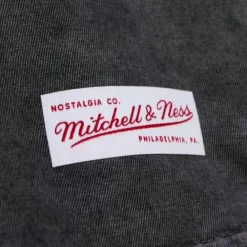 NOSTALGIA CO.
Mitchell & Ness
PHILADELPHIA, PA.